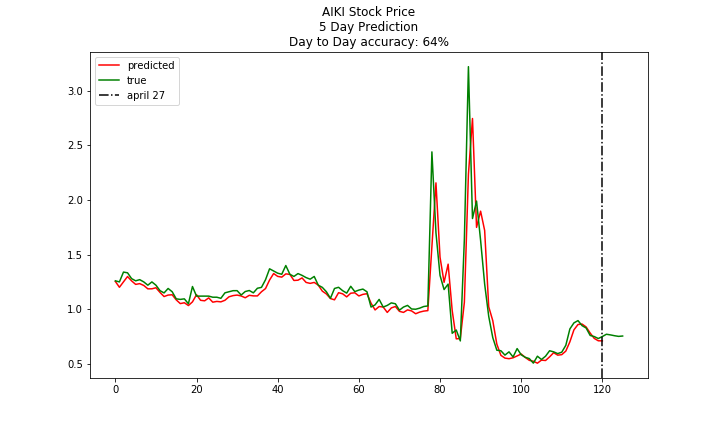 AIKI Stock Price
5 Day Prediction
Day to Day accuracy: 64%
predicted
true
april 27
3.0
2.5
2.0
1.5
1.0
0.5
0
20
40
60
80
100
120